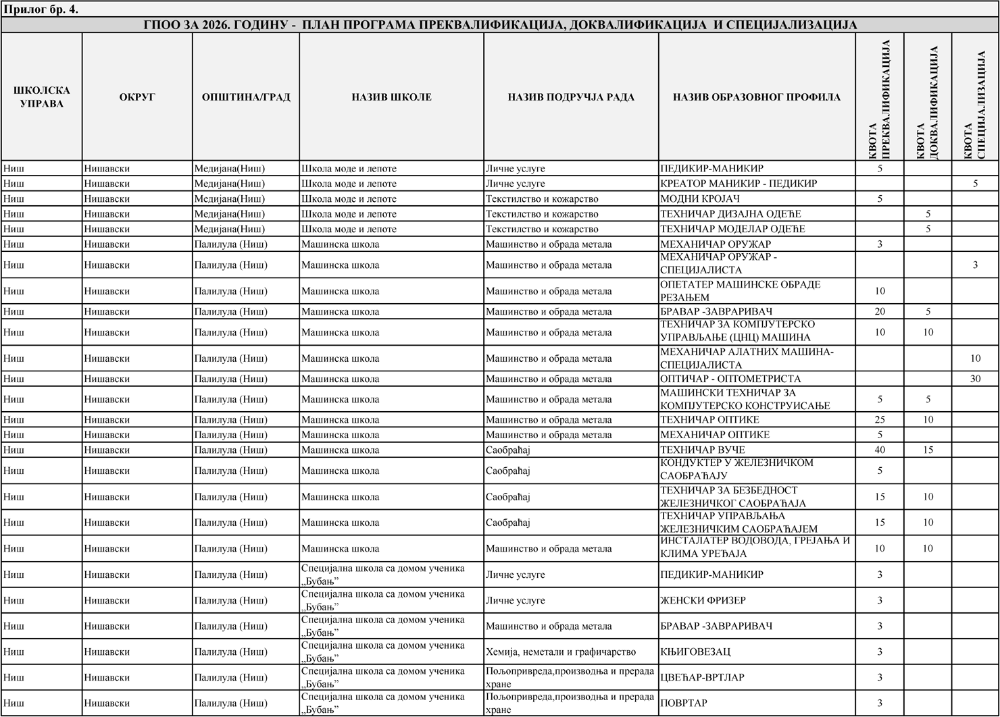 Прилог бр. 4.
ГПОО ЗА 2026. ГОДИНУ - ПЛАН ПРОГРАМА ПРЕКВАЛИФИКАЦИЈА, ДОКВАЛИФИКАЦИЈА И СПЕЦИЈАЛИЗАЦИЈА
ШКОЛСКА УПРАВА ОКРУГ ОПШТИНА/ГРАД НАЗИВ ШКОЛЕ НАЗИВ ПОДРУЧЈА РАДА НАЗИВ ОБРАЗОВНОГ ПРОФИЛА КВОТА ПРЕКВАЛИФИКАЦИЈА КВОТА ДОКВАЛИФИКАЦИЈА КВОТА СПЕЦИЈАЛИЗАЦИЈА
Ниш Нишавски Медијана(Ниш) Школа моде и лепоте Личне услуге ПЕДИКИР-МАНИКИР 5
Ниш Нишавски Медијана(Ниш) Школа моде и лепоте Личне услуге КРЕАТОР МАНИКИР - ПЕДИКИР 5
Ниш Нишавски Медијана(Ниш) Школа моде и лепоте Текстилство и кожарство МОДНИ КРОЈАЧ 5
Ниш Нишавски Медијана(Ниш) Школа моде и лепоте Текстилство и кожарство ТЕХНИЧАР ДИЗАЈНА ОДЕЋЕ 5
Ниш Нишавски Медијана(Ниш) Школа моде и лепоте Текстилство и кожарство ТЕХНИЧАР МОДЕЛАР ОДЕЋЕ 5
Ниш Нишавски Палилула (Ниш) Машинска школа Машинство и обрада метала МЕХАНИЧАР ОРУЖАР 3
Ниш Нишавски Палилула (Ниш) Машинска школа Машинство и обрада метала МЕХАНИЧАР ОРУЖАР - СПЕЦИЈАЛИСТА 3
Ниш Нишавски Палилула (Ниш) Машинска школа Машинство и обрада метала ОПЕТАТЕР МАШИНСКЕ ОБРАДЕ РЕЗАЊЕМ 10
Ниш Нишавски Палилула (Ниш) Машинска школа Машинство и обрада метала БРАВАР -ЗАВРАРИВАЧ 20 5
Ниш Нишавски Палилула (Ниш) Машинска школа Машинство и обрада метала ТЕХНИЧАР ЗА КОМПЈУТЕРСКО УПРАВЉАЊЕ (ЦНЦ) МАШИНА 10 10
Ниш Нишавски Палилула (Ниш) Машинска школа Машинство и обрада метала МЕХАНИЧАР АЛАТНИХ МАШИНА-СПЕЦИЈАЛИСТА 10
Ниш Нишавски Палилула (Ниш) Машинска школа Машинство и обрада метала ОПТИЧАР - ОПТОМЕТРИСТА 30
Ниш Нишавски Палилула (Ниш) Машинска школа Машинство и обрада метала МАШИНСКИ ТЕХНИЧАР ЗА КОМПЈУТЕРСКО КОНСТРУИСАЊЕ 5 5
Ниш Нишавски Палилула (Ниш) Машинска школа Машинство и обрада метала ТЕХНИЧАР ОПТИКЕ 25 10
Ниш Нишавски Палилула (Ниш) Машинска школа Машинство и обрада метала МЕХАНИЧАР ОПТИКЕ 5
Ниш Нишавски Палилула (Ниш) Машинска школа Саобраћај ТЕХНИЧАР ВУЧЕ 40 15
Ниш Нишавски Палилула (Ниш) Машинска школа Саобраћај КОНДУКТЕР У ЖЕЛЕЗНИЧКОМ САОБРАЋАЈУ 5
Ниш Нишавски Палилула (Ниш) Машинска школа Саобраћај ТЕХНИЧАР ЗА БЕЗБЕДНОСТ ЖЕЛЕЗНИЧКОГ САОБРАЋАЈА 15 10
Ниш Нишавски Палилула (Ниш) Машинска школа Саобраћај ТЕХНИЧАР УПРАВЉАЊА ЖЕЛЕЗНИЧКИМ САОБРАЋАЈЕМ 15 10
Ниш Нишавски Палилула (Ниш) Машинска школа Машинство и обрада метала ИНСТАЛАТЕР ВОДОВОДА, ГРЕЈАЊА И КЛИМА УРЕЂАЈА 10 10
Ниш Нишавски Палилула (Ниш) Специјална школа са домом ученика „Бубањ” Личне услуге ПЕДИКИР-МАНИКИР 3
Ниш Нишавски Палилула (Ниш) Специјална школа са домом ученика „Бубањ” Личне услуге ЖЕНСКИ ФРИЗЕР 3
Ниш Нишавски Палилула (Ниш) Специјална школа са домом ученика „Бубањ” Машинство и обрада метала БРАВАР -ЗАВРАРИВАЧ 3
Ниш Нишавски Палилула (Ниш) Специјална школа са домом ученика „Бубањ” Хемија, неметали и графичарство КЊИГОВЕЗАЦ 3
Ниш Нишавски Палилула (Ниш) Специјална школа са домом ученика „Бубањ” Пољопривреда,производња и прерада хране ЦВЕЋАР-ВРТЛАР 3
Ниш Нишавски Палилула (Ниш) Специјална школа са домом ученика „Бубањ” Пољопривреда,производња и прерада хране ПОВРТАР 3